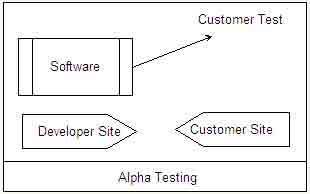 Customer Test
Software
Developer Site
Customer Site
Alpha Testing